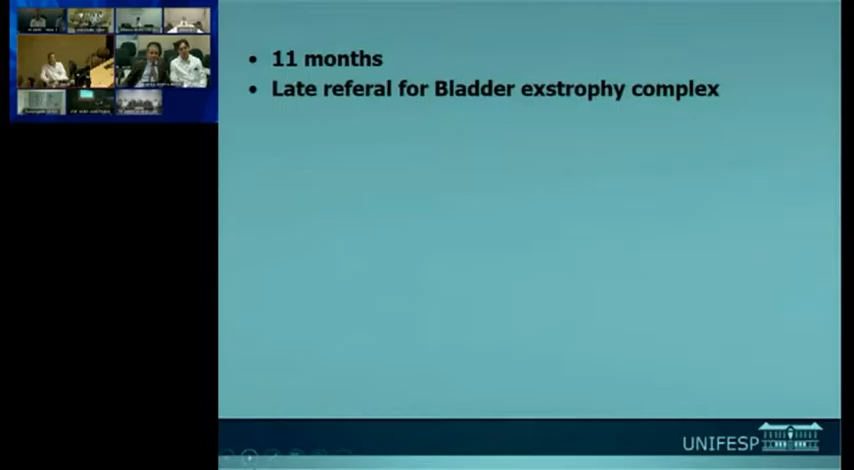 • 11 months
• Late referal for Bladder exstrophy complex
UNIFESP